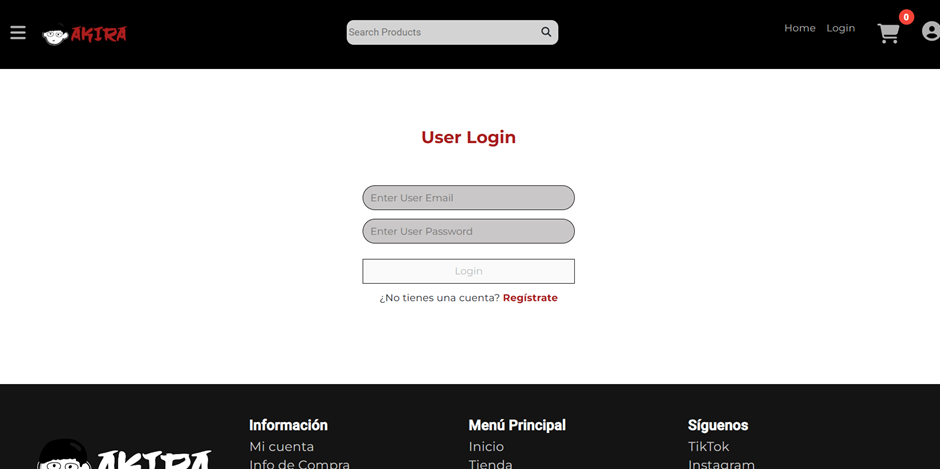 AKIRA
Search Products
Home Login
0
User Login
Enter User Email
Enter User Password
Login
¿No tienes una cuenta? Regístrate
Información
Menú Principal
Síguenos
Mi cuenta
Inicio
TikTok
Info de Compra
Tienda
Instagram
AKIRA